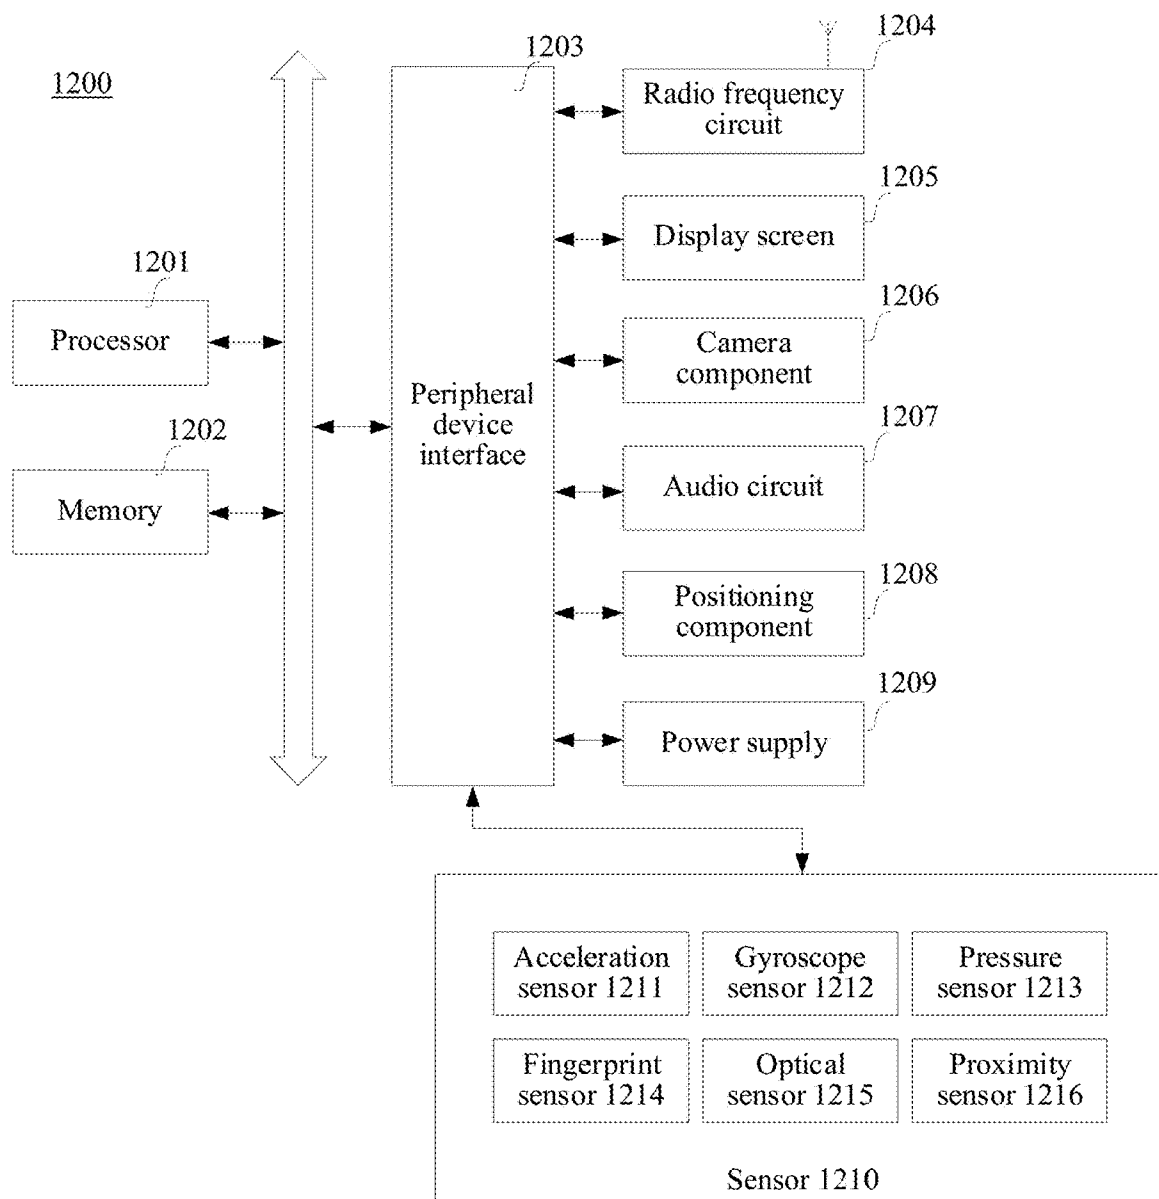 1200
1203
1204
Radio frequency
circuit
1205
Display screen
1201
Processor
1206
Camera
component
Peripheral
device
interface
1202
Memory
1207
Audio circuit
1208
Positioning
component
1209
Power supply
Acceleration
sensor 1211
Gyroscope
sensor 1212
Pressure
sensor 1213
Fingerprint
sensor 1214
Optical
sensor 1215
Proximity
sensor 1216
Sensor 1210